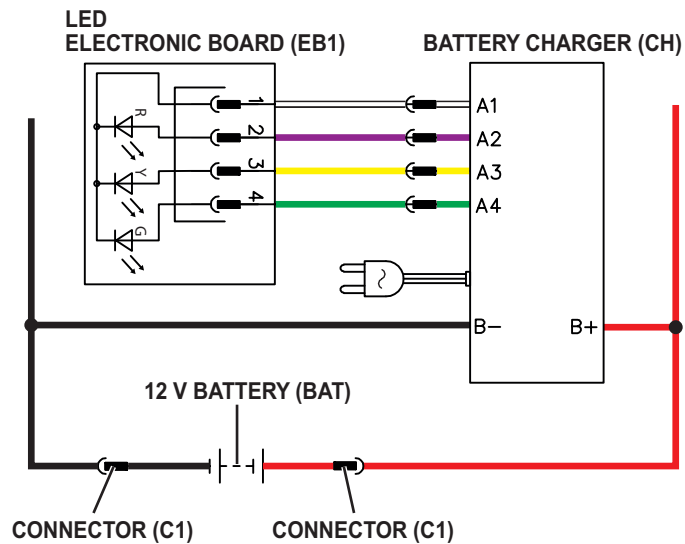 LED
ELECTRONIC BOARD (EB1)
BATTERY CHARGER (CH)
1
A1
R
2
A2
Y
3
A3
G
4
A4
B–
B+
12 V BATTERY (BAT)
CONNECTOR (C1)
CONNECTOR (C1)